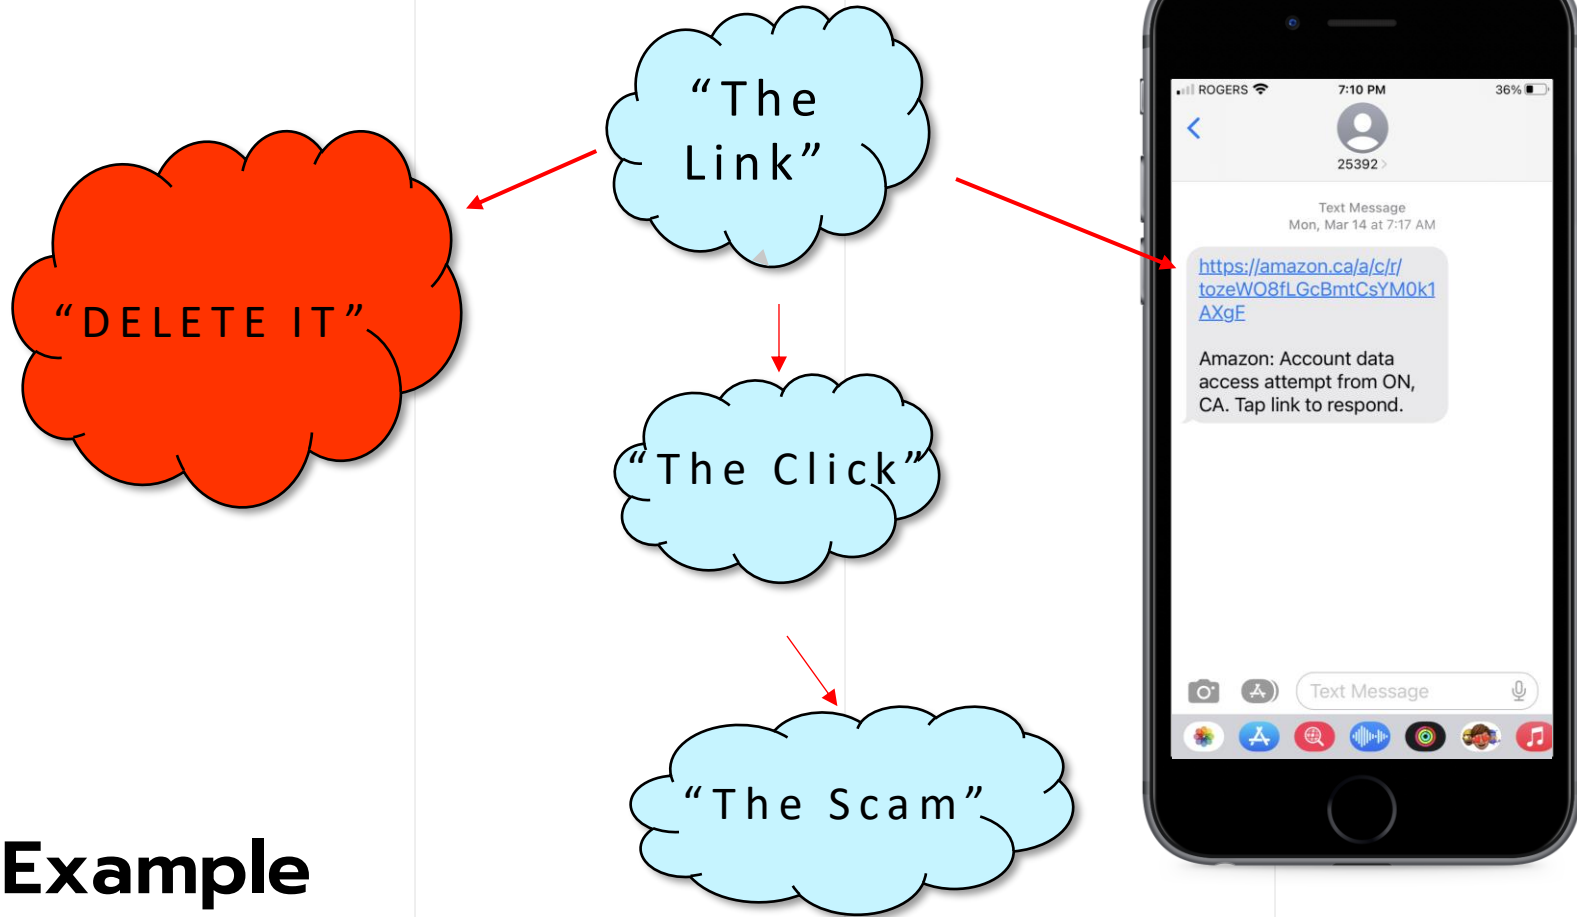 “The
Link”
“DELETE IT”
“The Click”
“The Scam”
Example
ROGERS 7:10 PM 36%
25392 >
Text Message
Mon, Mar 14 at 7:17 AM
https://amazon.ca/a/c/r/
tozeWO8fLGcBmtCsYM0k1
AXgF
Amazon: Account data
access attempt from ON,
CA. Tap link to respond.
Text Message